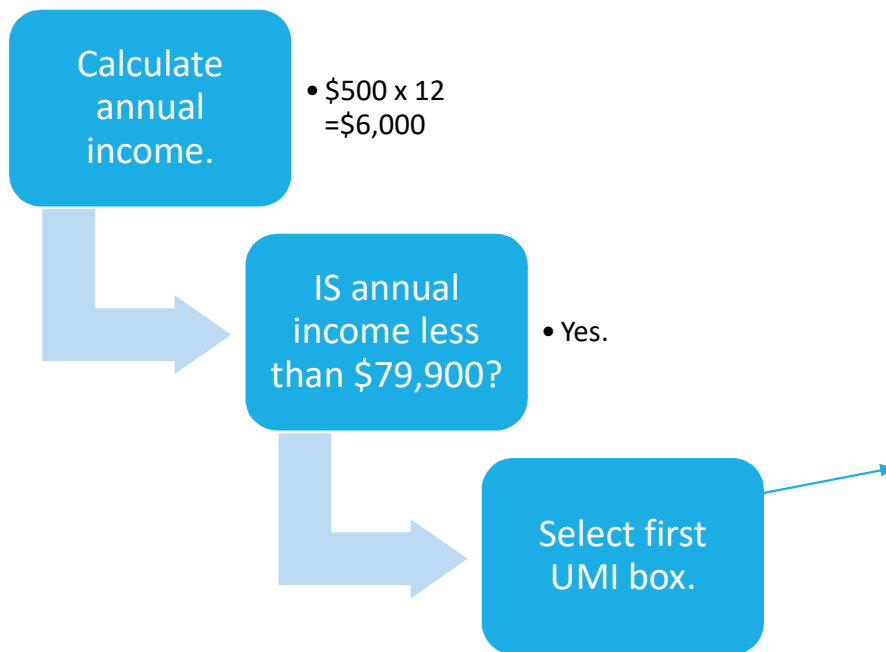 Calculate
annual
income.
• $500 x 12
=$6,000
IS annual
income less
than $79,900?
• Yes.
Select first
UMI box.